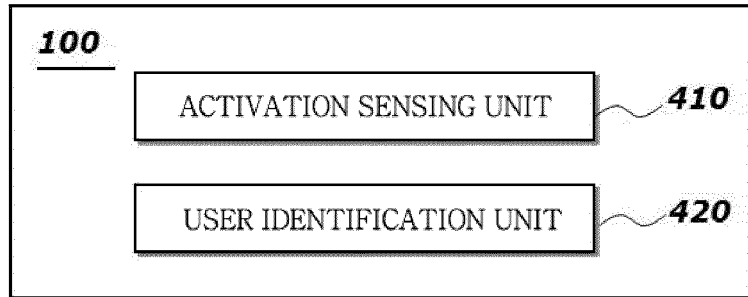 100
ACTIVATION SENSING UNIT 410
USER IDENTIFICATION UNIT 420